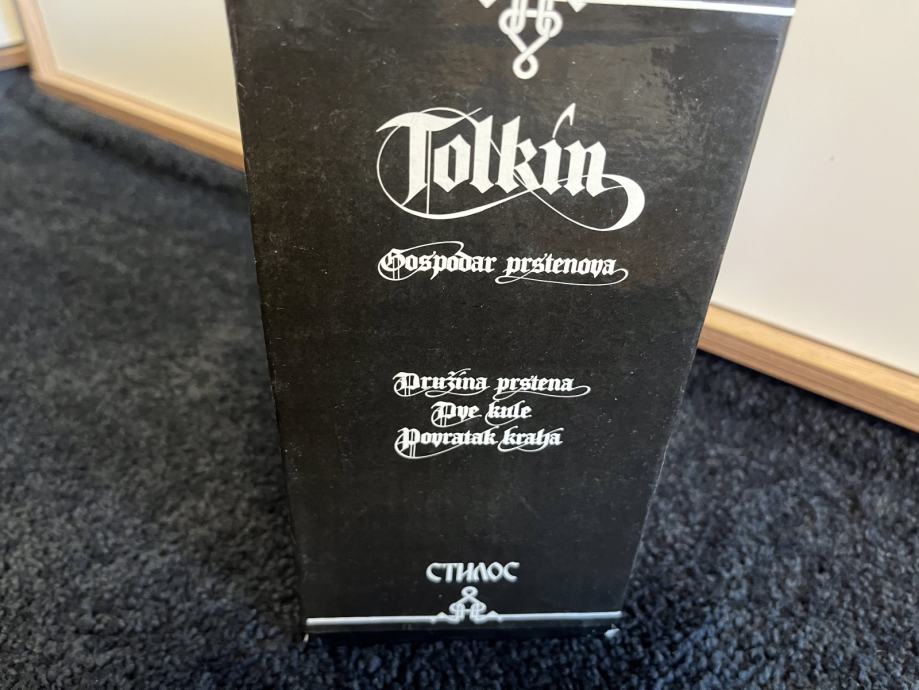 Tolkin
Gospodar prstenova
Družina prstena
Dve kule
Povratak kralja
СТИЛОС